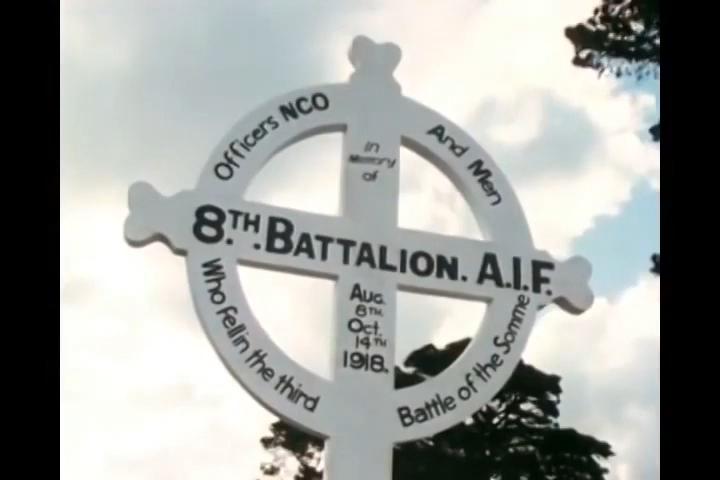 Officers NCO
And Men
In
Memory
of
8TH. BATTALION. A.I.F.
Aug.
8TH
Oct.
14TH
1918.
Who fell in the third
Battle of the Somme